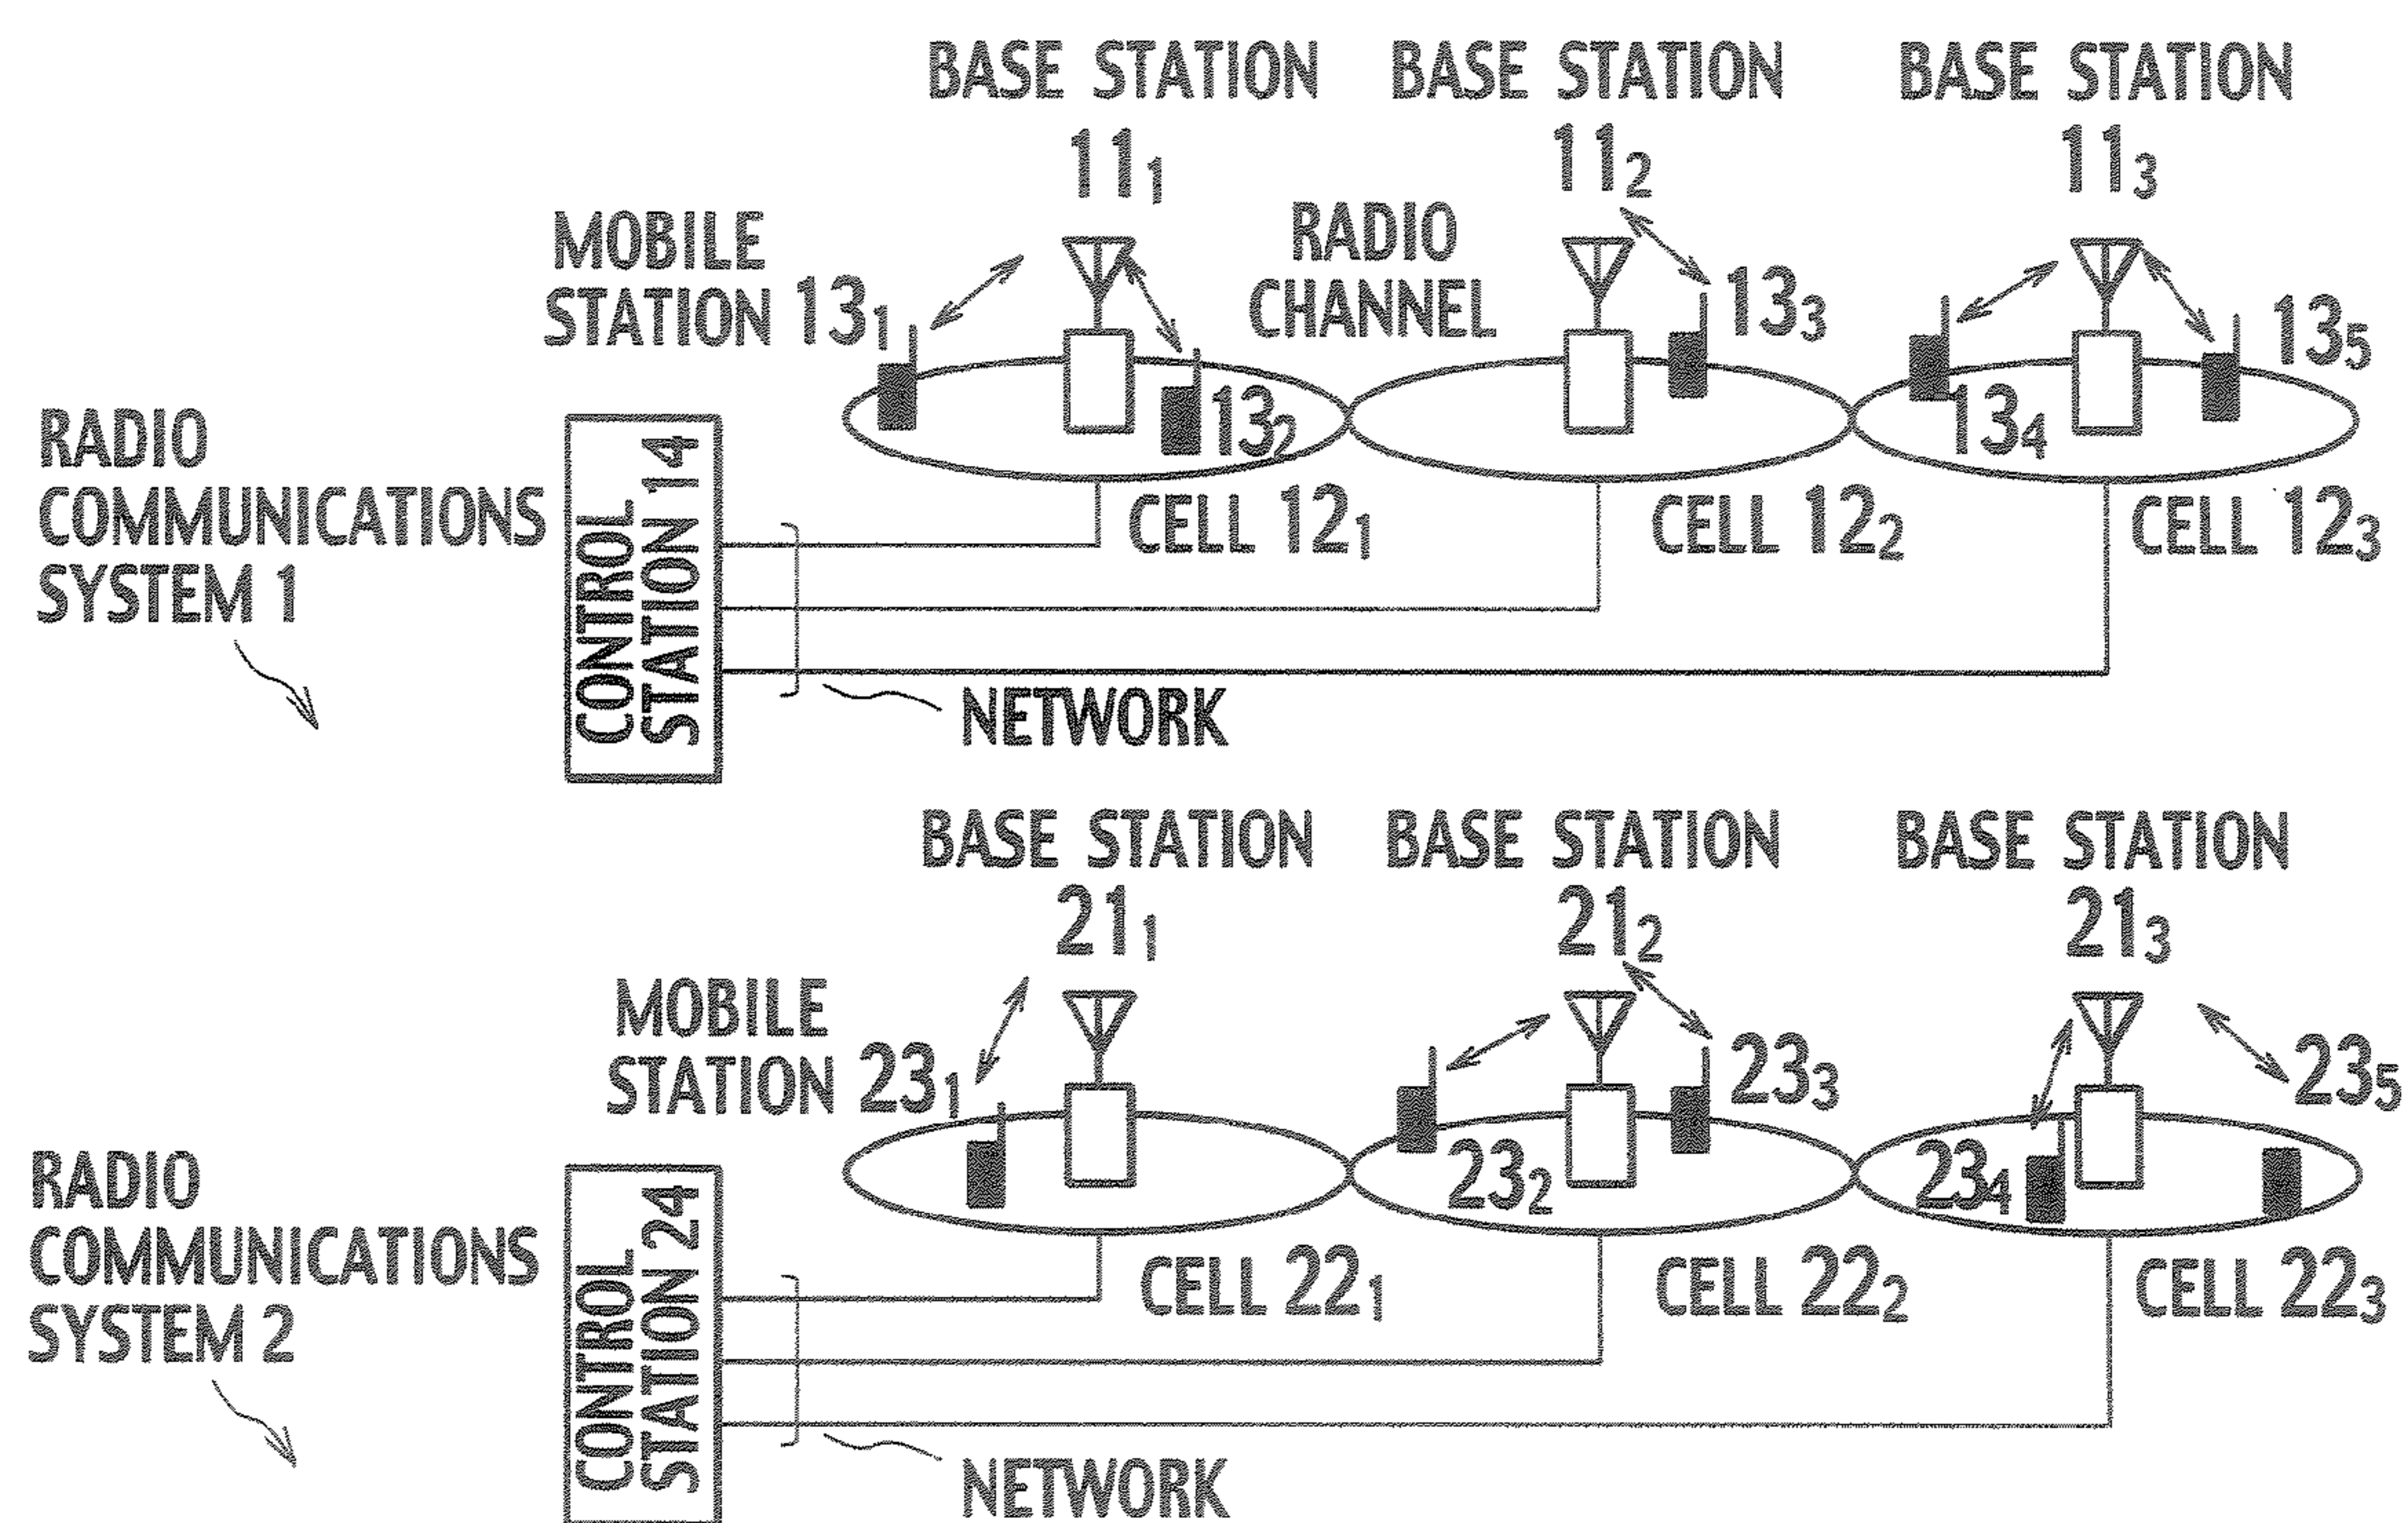 BASE STATION BASE STATION BASE STATION
11₁ 11₂ 11₃
MOBILE
STATION 13₁
RADIO
CHANNEL
13₂
13₃
13₄
13₅
RADIO
COMMUNICATIONS
SYSTEM 1
CONTROL
STATION 14
CELL 12₁ CELL 12₂ CELL 12₃
NETWORK
BASE STATION BASE STATION BASE STATION
21₁ 21₂ 21₃
MOBILE
STATION 23₁
23₂
23₃
23₄
23₅
RADIO
COMMUNICATIONS
SYSTEM 2
CONTROL
STATION 24
CELL 22₁ CELL 22₂ CELL 22₃
NETWORK